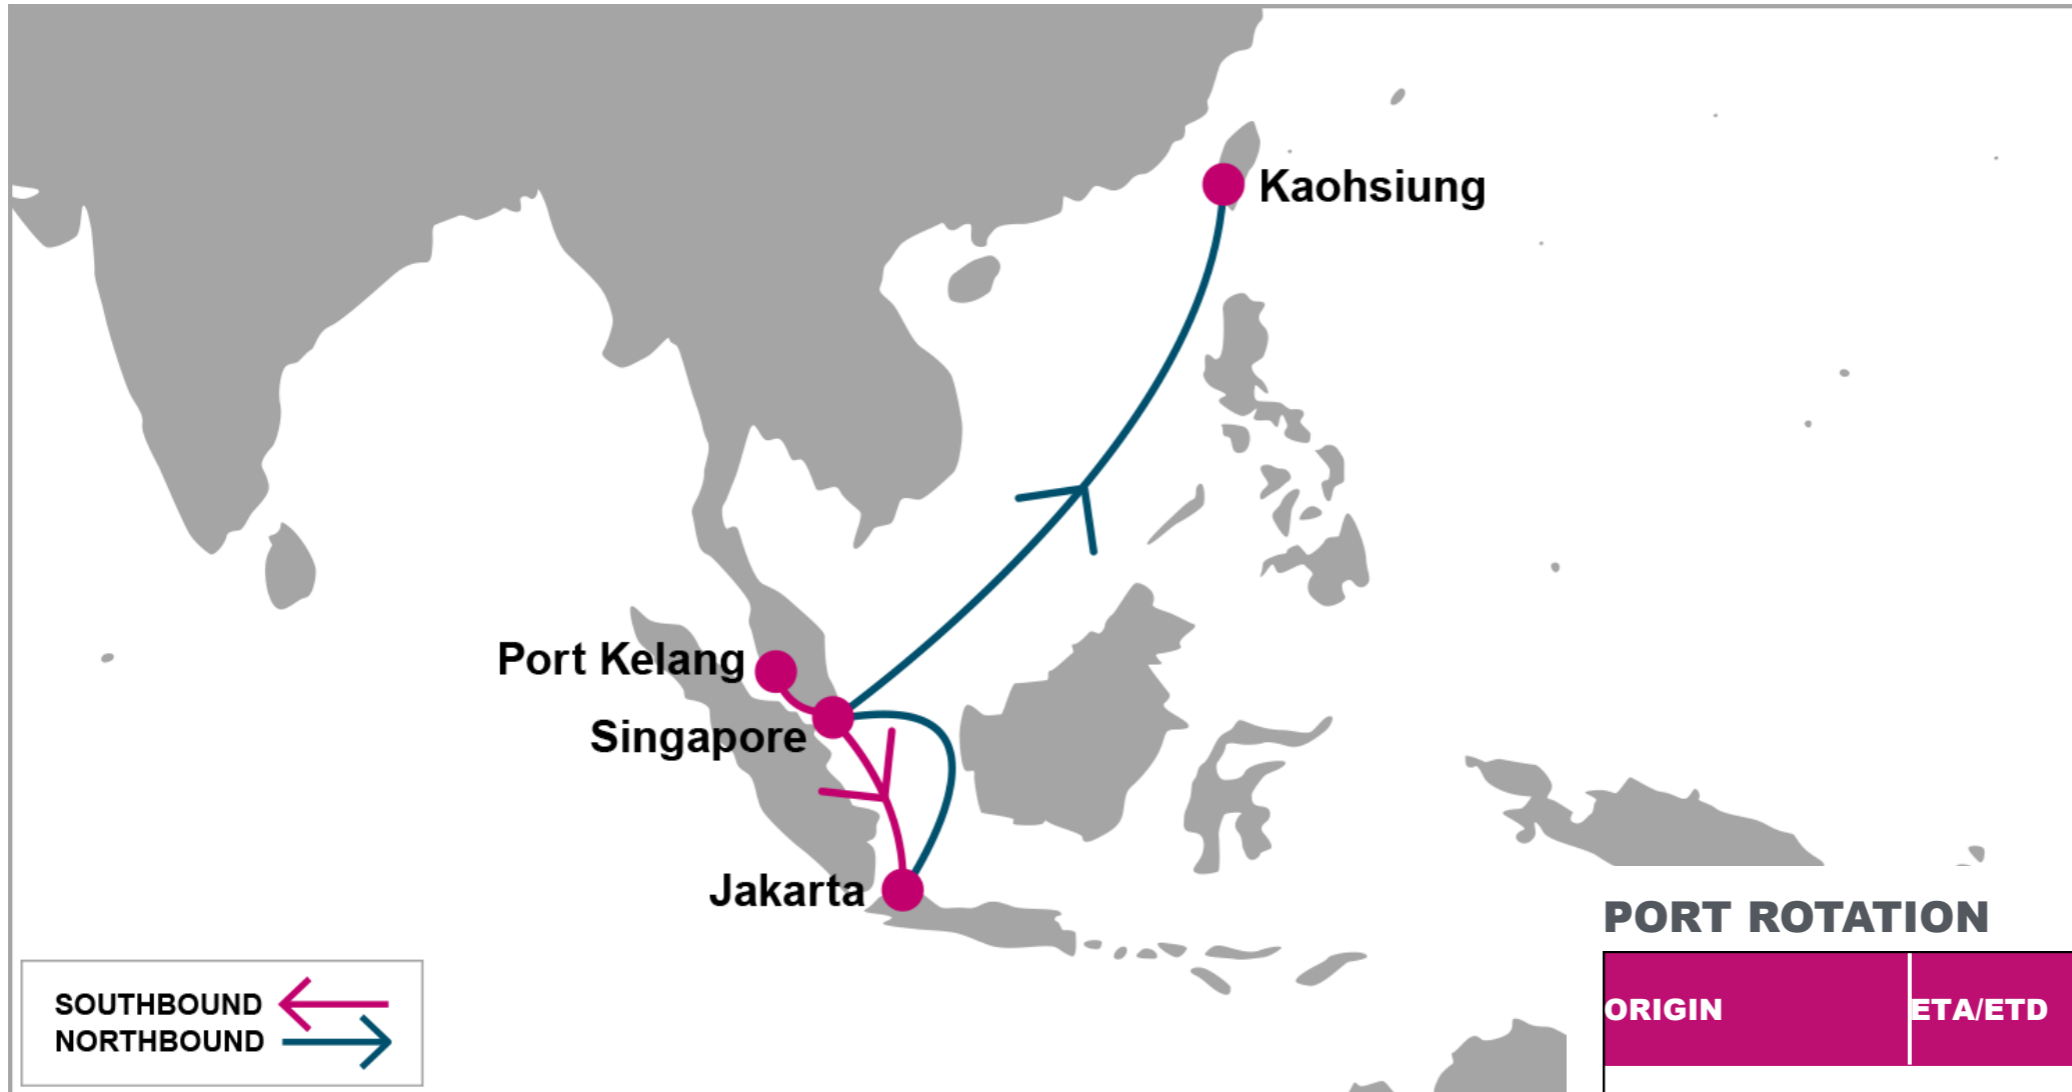 Kaohsiung
Port Kelang
Singapore
Jakarta
SOUTHBOUND
NORTHBOUND
PORT ROTATION
ORIGIN ETA/ETD